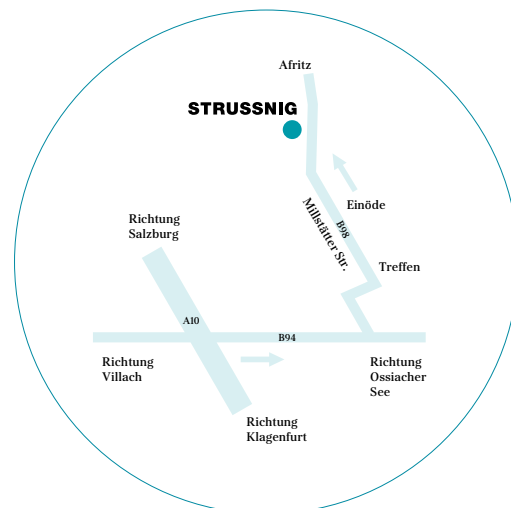 Afritz
STRUSSNIG
Einöde
B98
Millstätter Str.
Richtung
Salzburg
Treffen
A10
B94
Richtung
Villach
Richtung
Ossiacher
See
Richtung
Klagenfurt